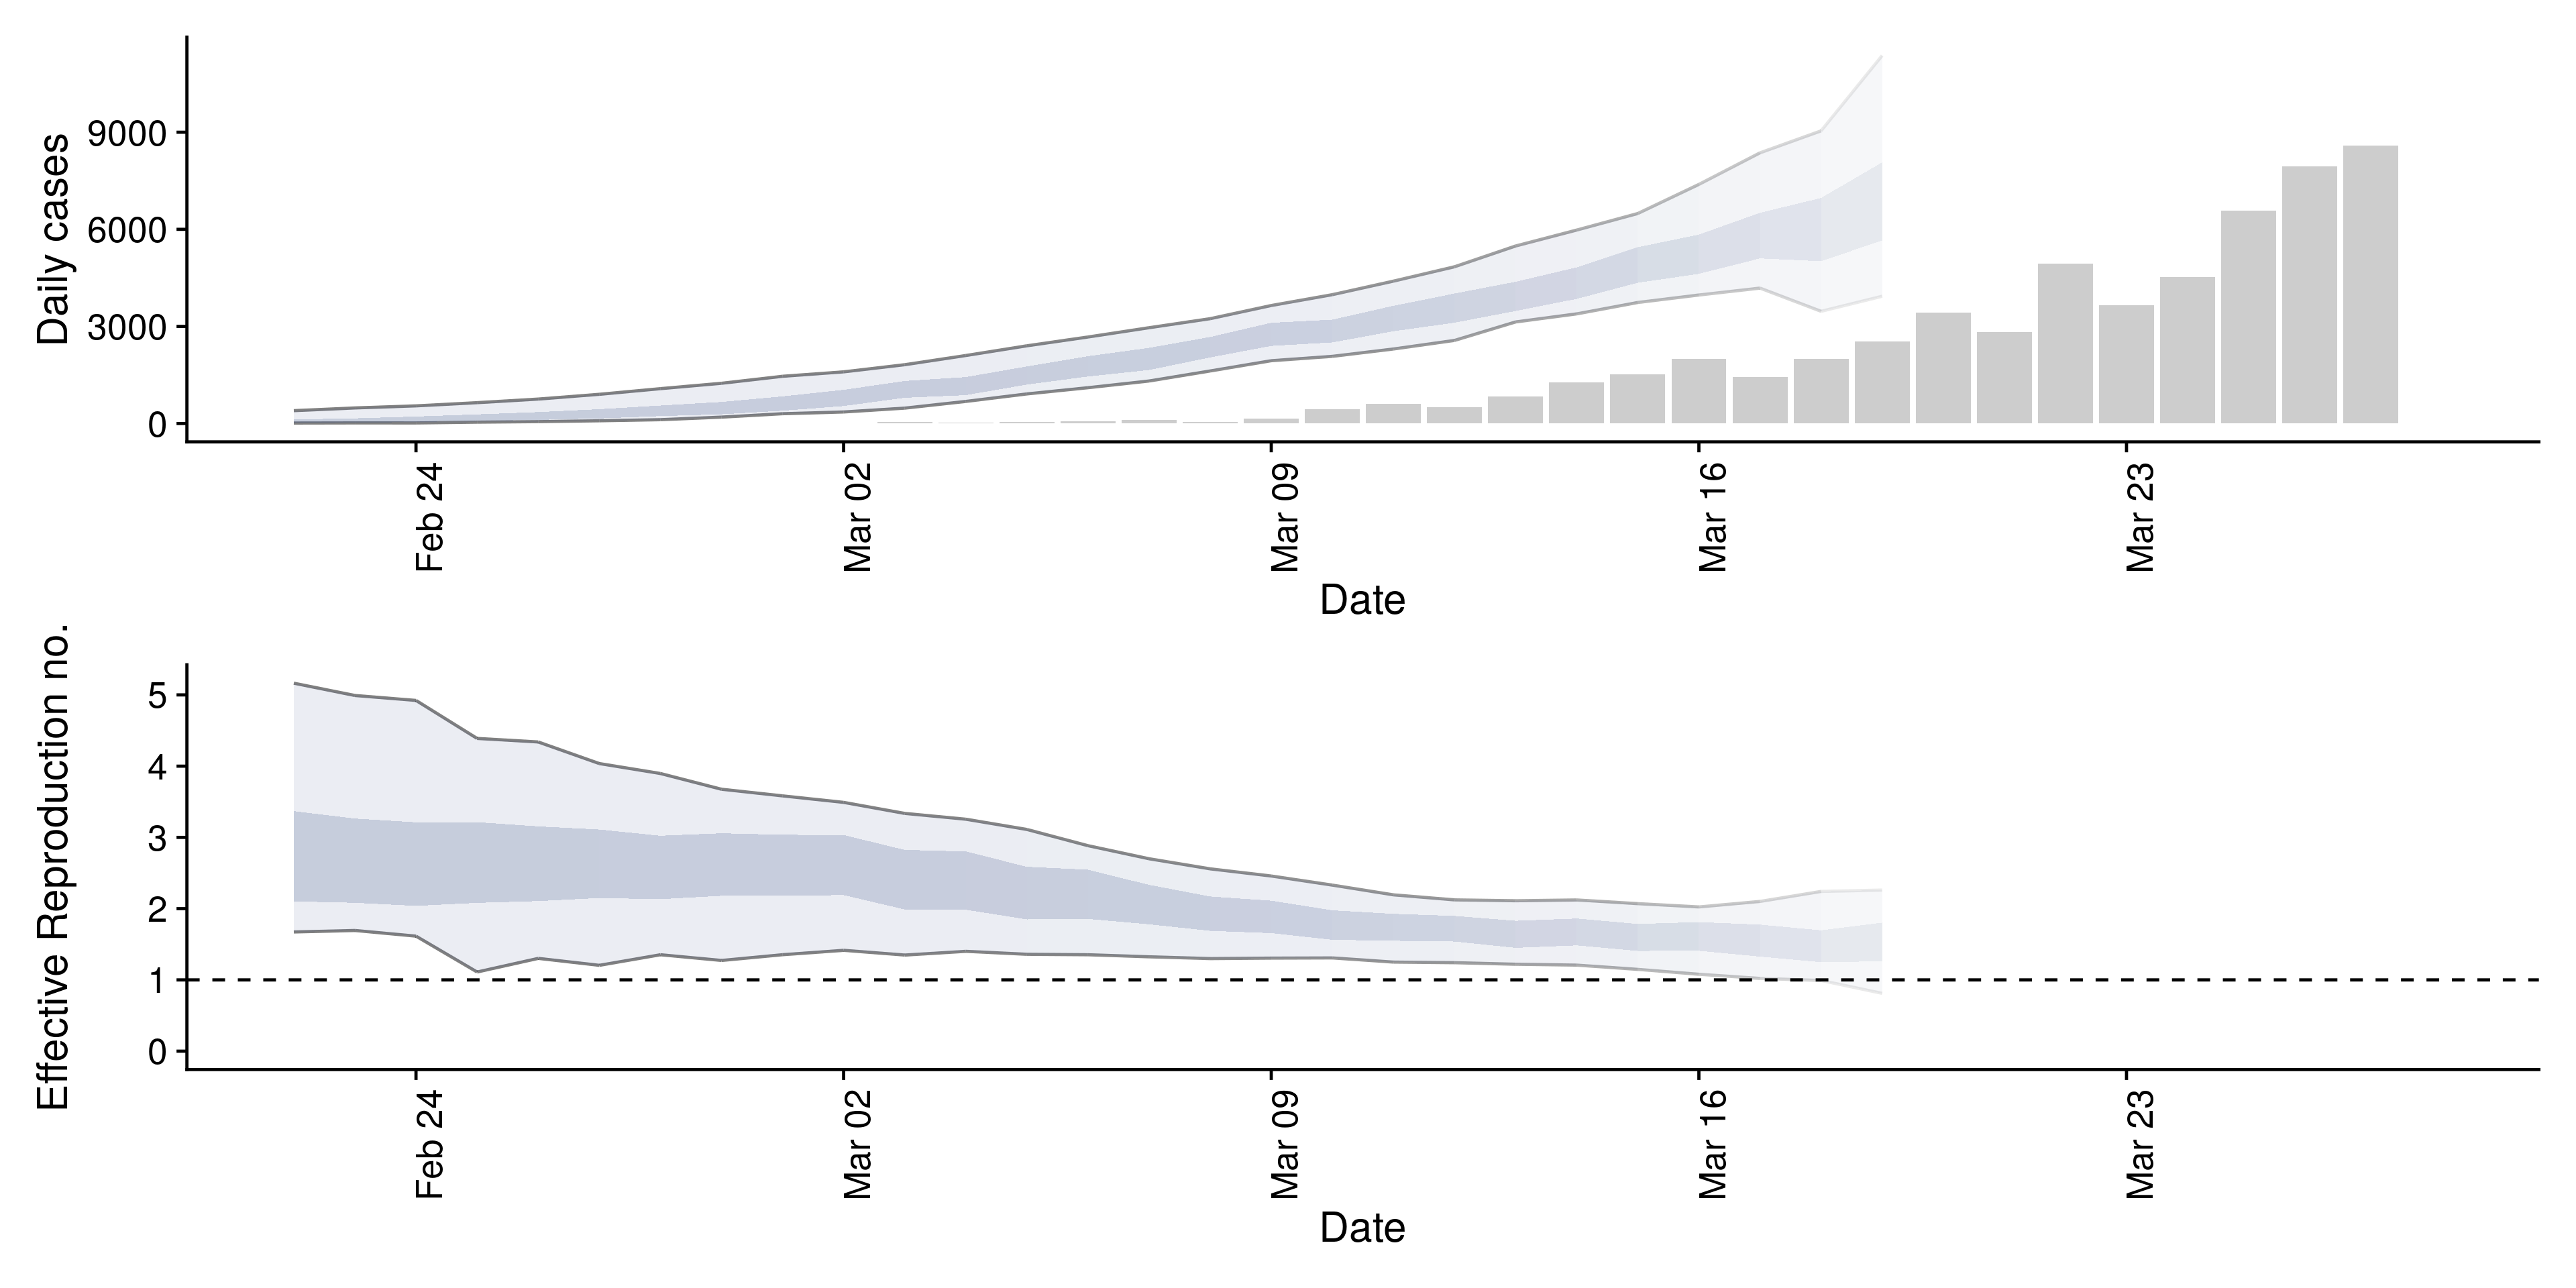 Daily cases
9000
6000
3000
0
Feb 24
Mar 02
Mar 09
Mar 16
Mar 23
Date
Effective Reproduction no.
5
4
3
2
1
0
Feb 24
Mar 02
Mar 09
Mar 16
Mar 23
Date